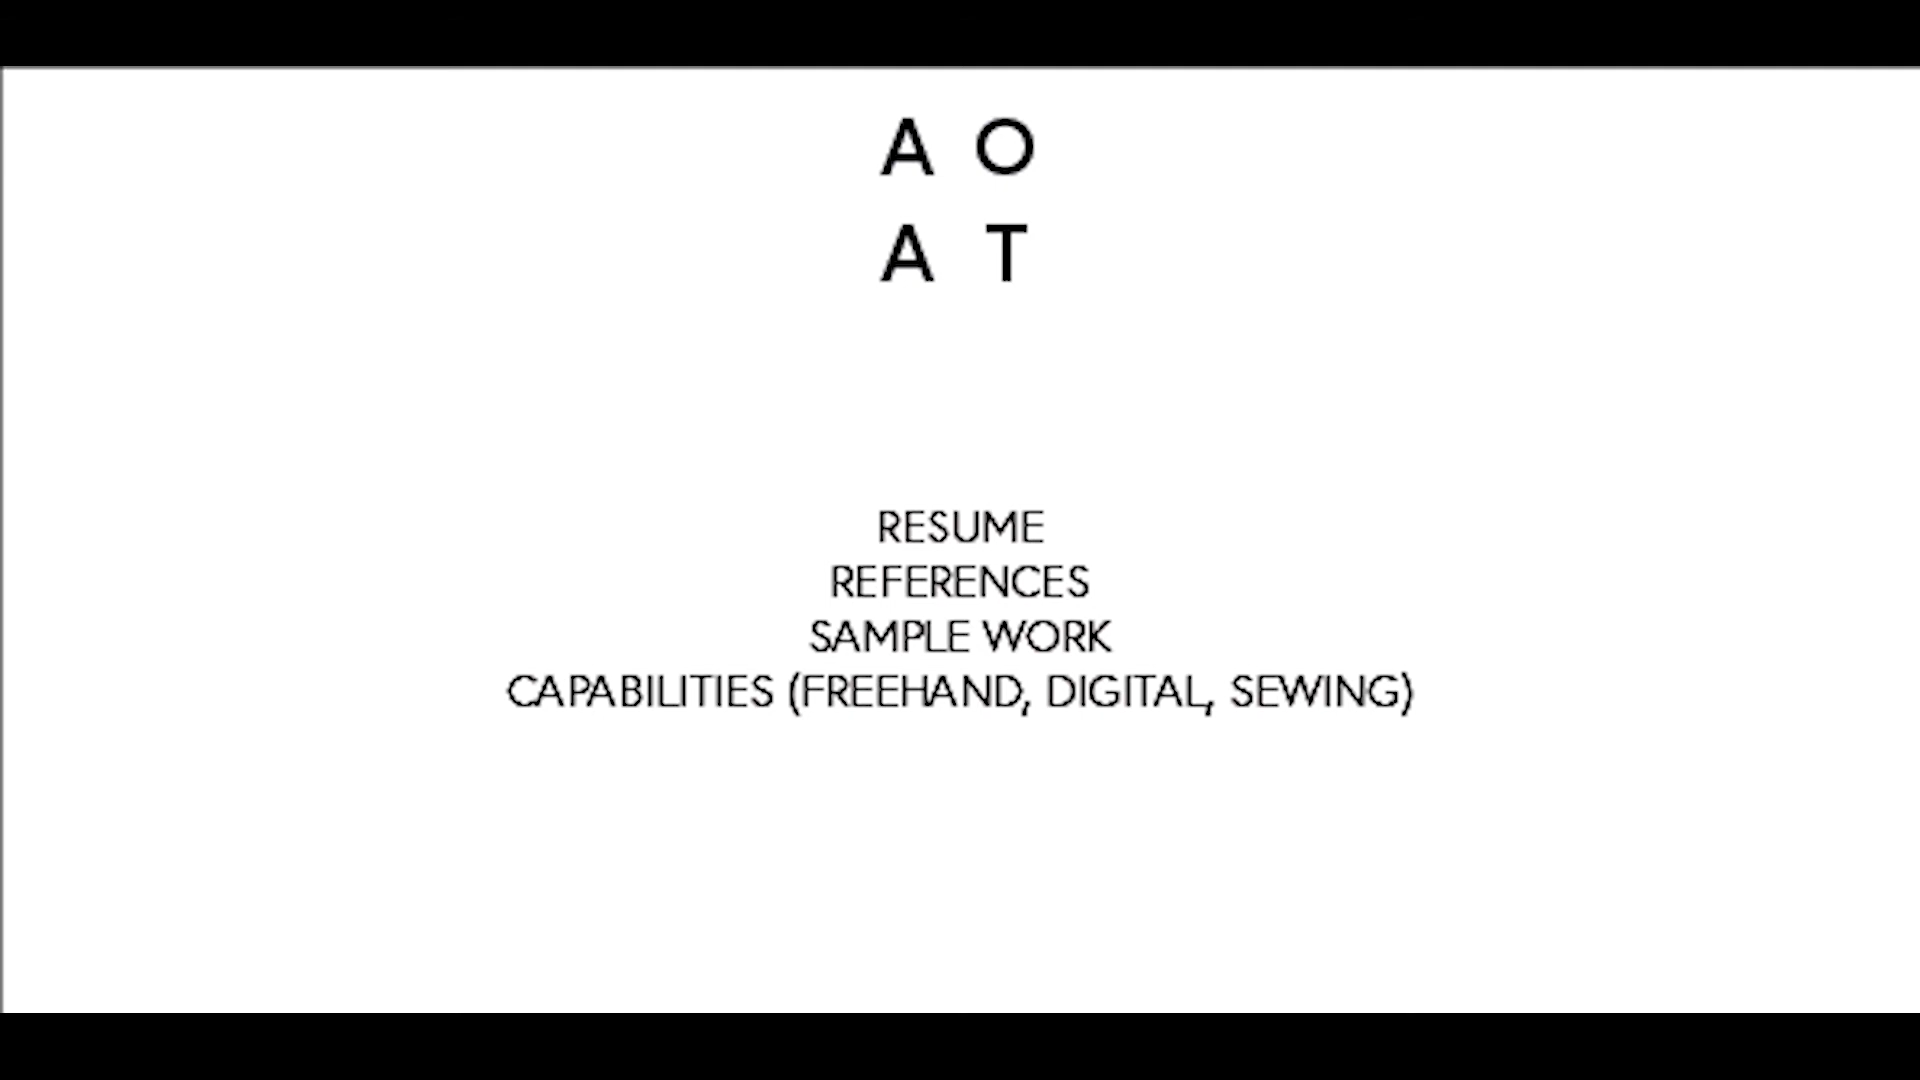 A O
A T
RESUME
REFERENCES
SAMPLE WORK
CAPABILITIES (FREEHAND, DIGITAL, SEWING)